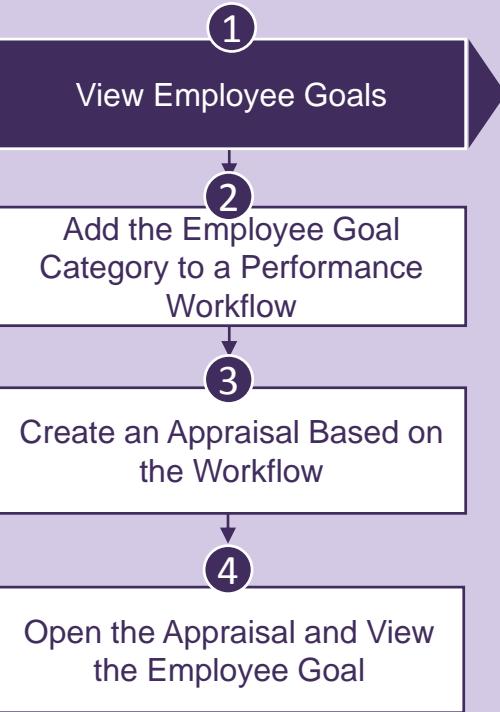 1
View Employee Goals
2
Add the Employee Goal
Category to a Performance
Workflow
3
Create an Appraisal Based on
the Workflow
4
Open the Appraisal and View
the Employee Goal